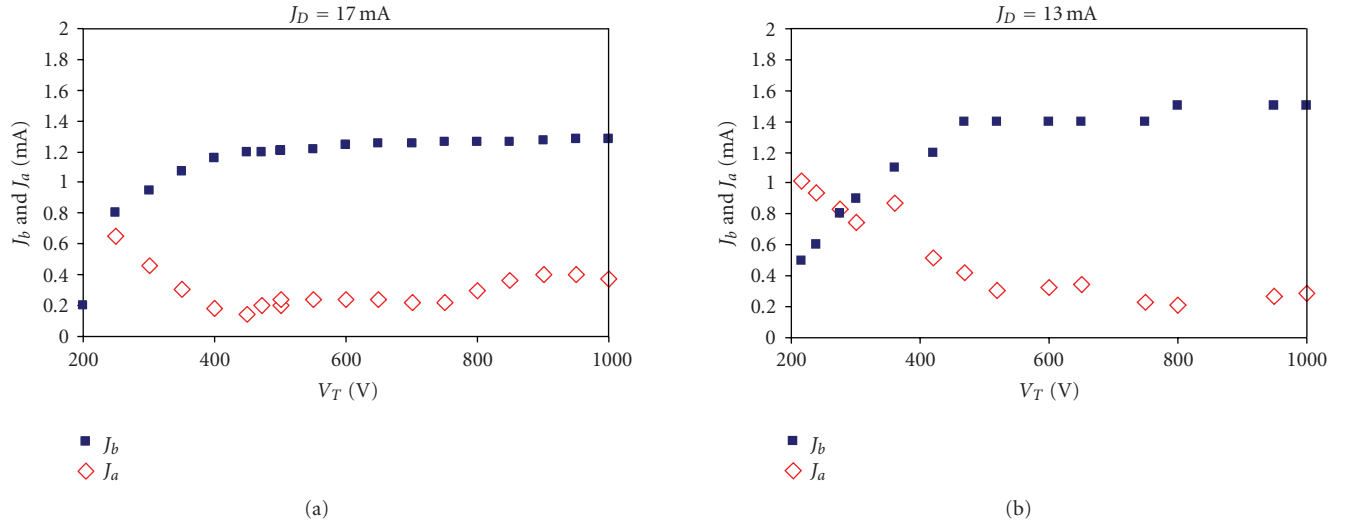 J_D = 17 mA
J_b and J_a (mA)
2
1.8
1.6
1.4
1.2
1
0.8
0.6
0.4
0.2
0
200 400 600 800 1000
V_T (V)
J_b
J_a
(a)
J_D = 13 mA
J_b and J_a (mA)
2
1.8
1.6
1.4
1.2
1
0.8
0.6
0.4
0.2
0
200 400 600 800 1000
V_T (V)
J_b
J_a
(b)